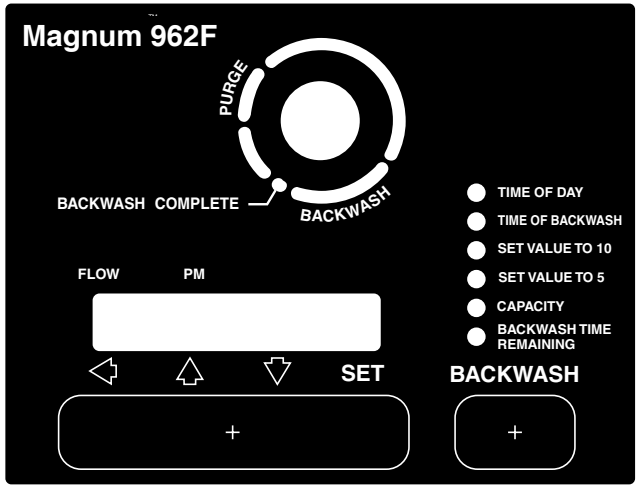 Magnum 962F
™
PURGE
BACKWASH COMPLETE
BACKWASH
TIME OF DAY
TIME OF BACKWASH
SET VALUE TO 10
SET VALUE TO 5
CAPACITY
BACKWASH TIME
REMAINING
FLOW PM
SET
BACKWASH
+ +